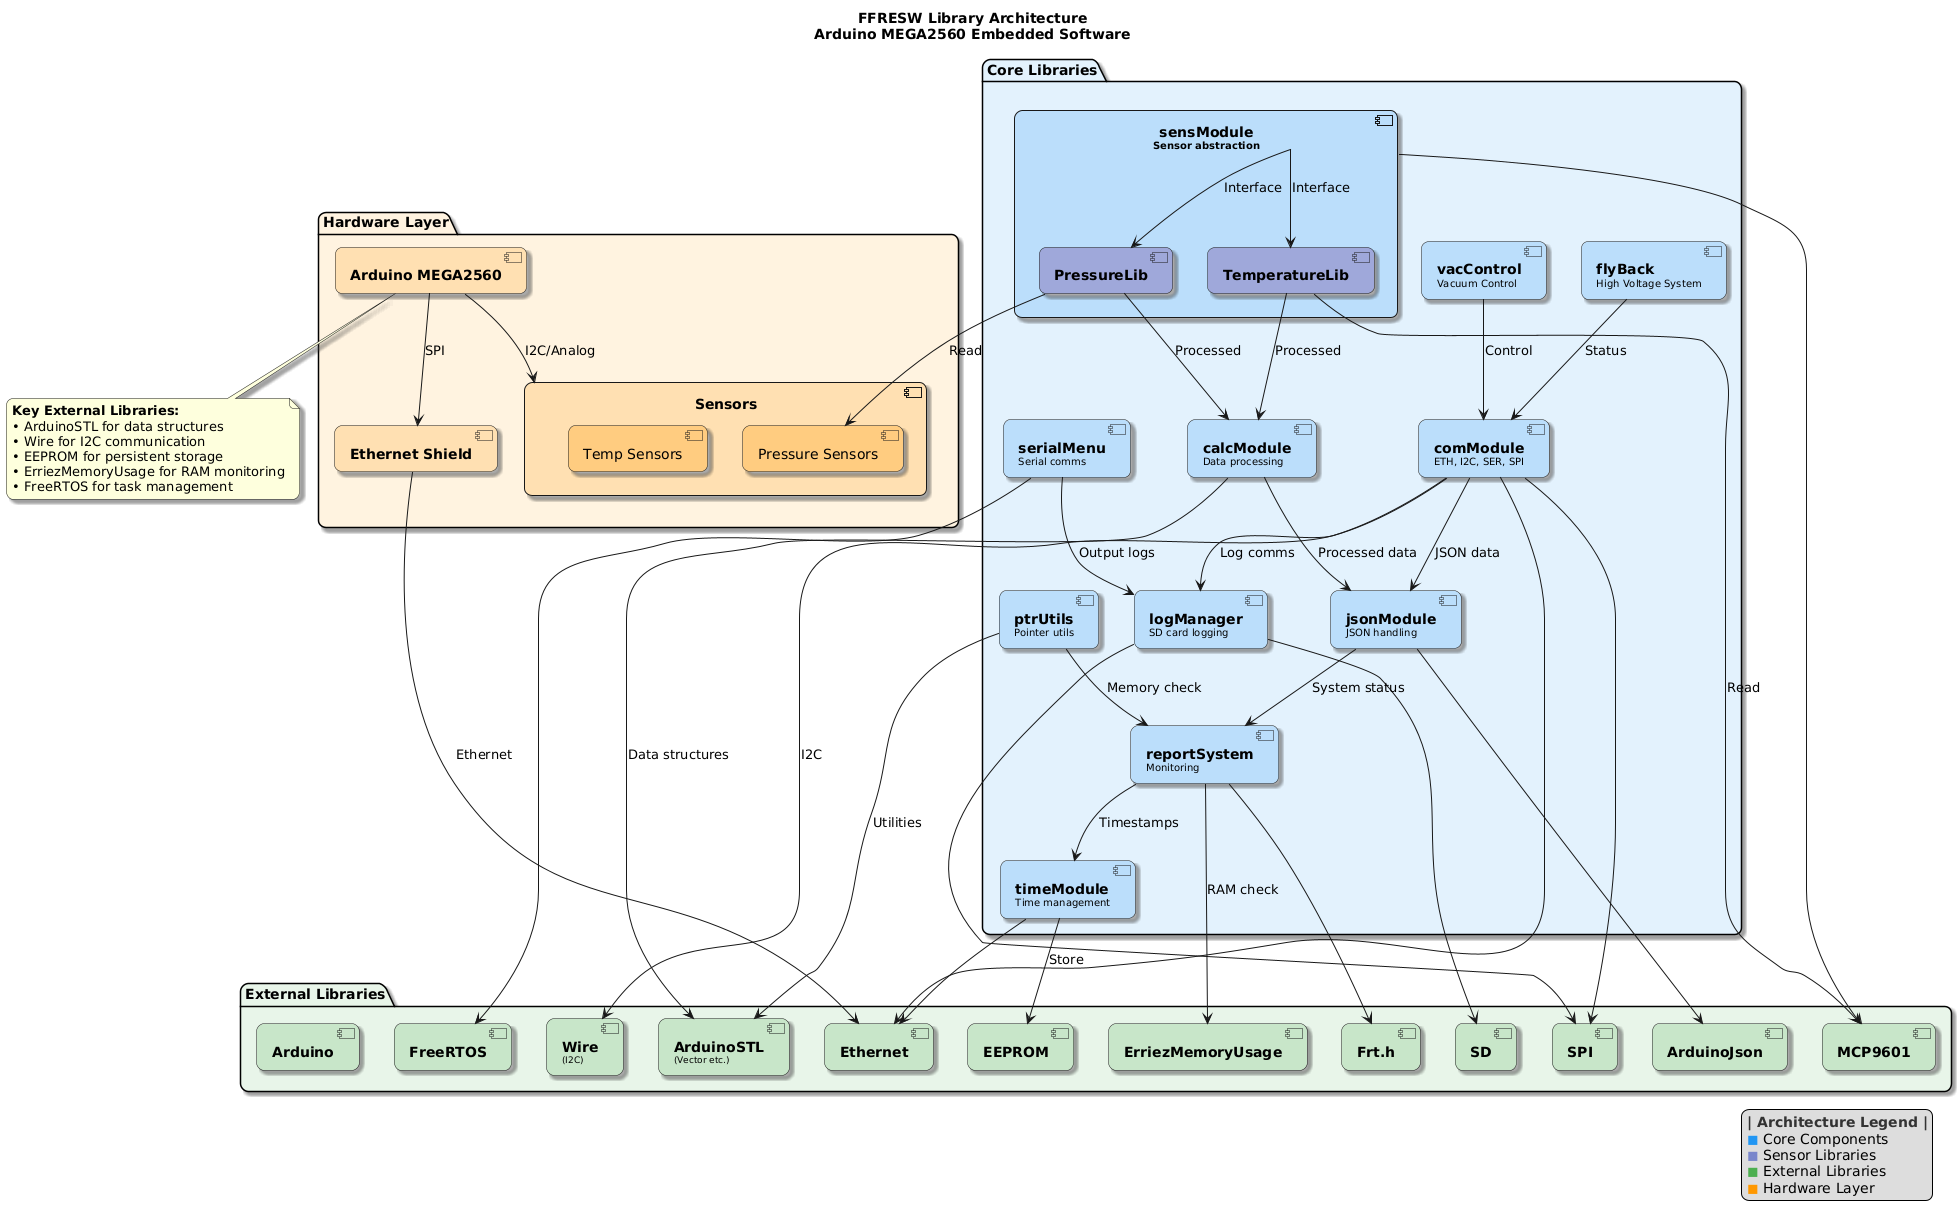 FFRESW Library Architecture
Arduino MEGA2560 Embedded Software
Core Libraries
sensModule
Sensor abstraction
Interface
Interface
Hardware Layer
Arduino MEGA2560
PressureLib
TemperatureLib
vacControl
Vacuum Control
flyBack
High Voltage System
SPI
I2C/Analog
Read
Processed
Processed
Control
Status
Key External Libraries:
• ArduinoSTL for data structures
• Wire for I2C communication
• EEPROM for persistent storage
• ErriezMemoryUsage for RAM monitoring
• FreeRTOS for task management
Ethernet Shield
Sensors
Temp Sensors
Pressure Sensors
serialMenu
Serial comms
calcModule
Data processing
comModule
ETH, I2C, SER, SPI
Output logs
Log comms
Processed data
JSON data
ptrUtils
Pointer utils
logManager
SD card logging
jsonModule
JSON handling
Memory check
System status
Read
Ethernet
Data structures
I2C
reportSystem
Monitoring
Utilities
Timestamps
RAM check
timeModule
Time management
Store
External Libraries
Arduino
FreeRTOS
Wire
(I2C)
ArduinoSTL
(Vector etc.)
Ethernet
EEPROM
ErriezMemoryUsage
Frt.h
SD
SPI
ArduinoJson
MCP9601
| Architecture Legend |
Core Components
Sensor Libraries
External Libraries
Hardware Layer